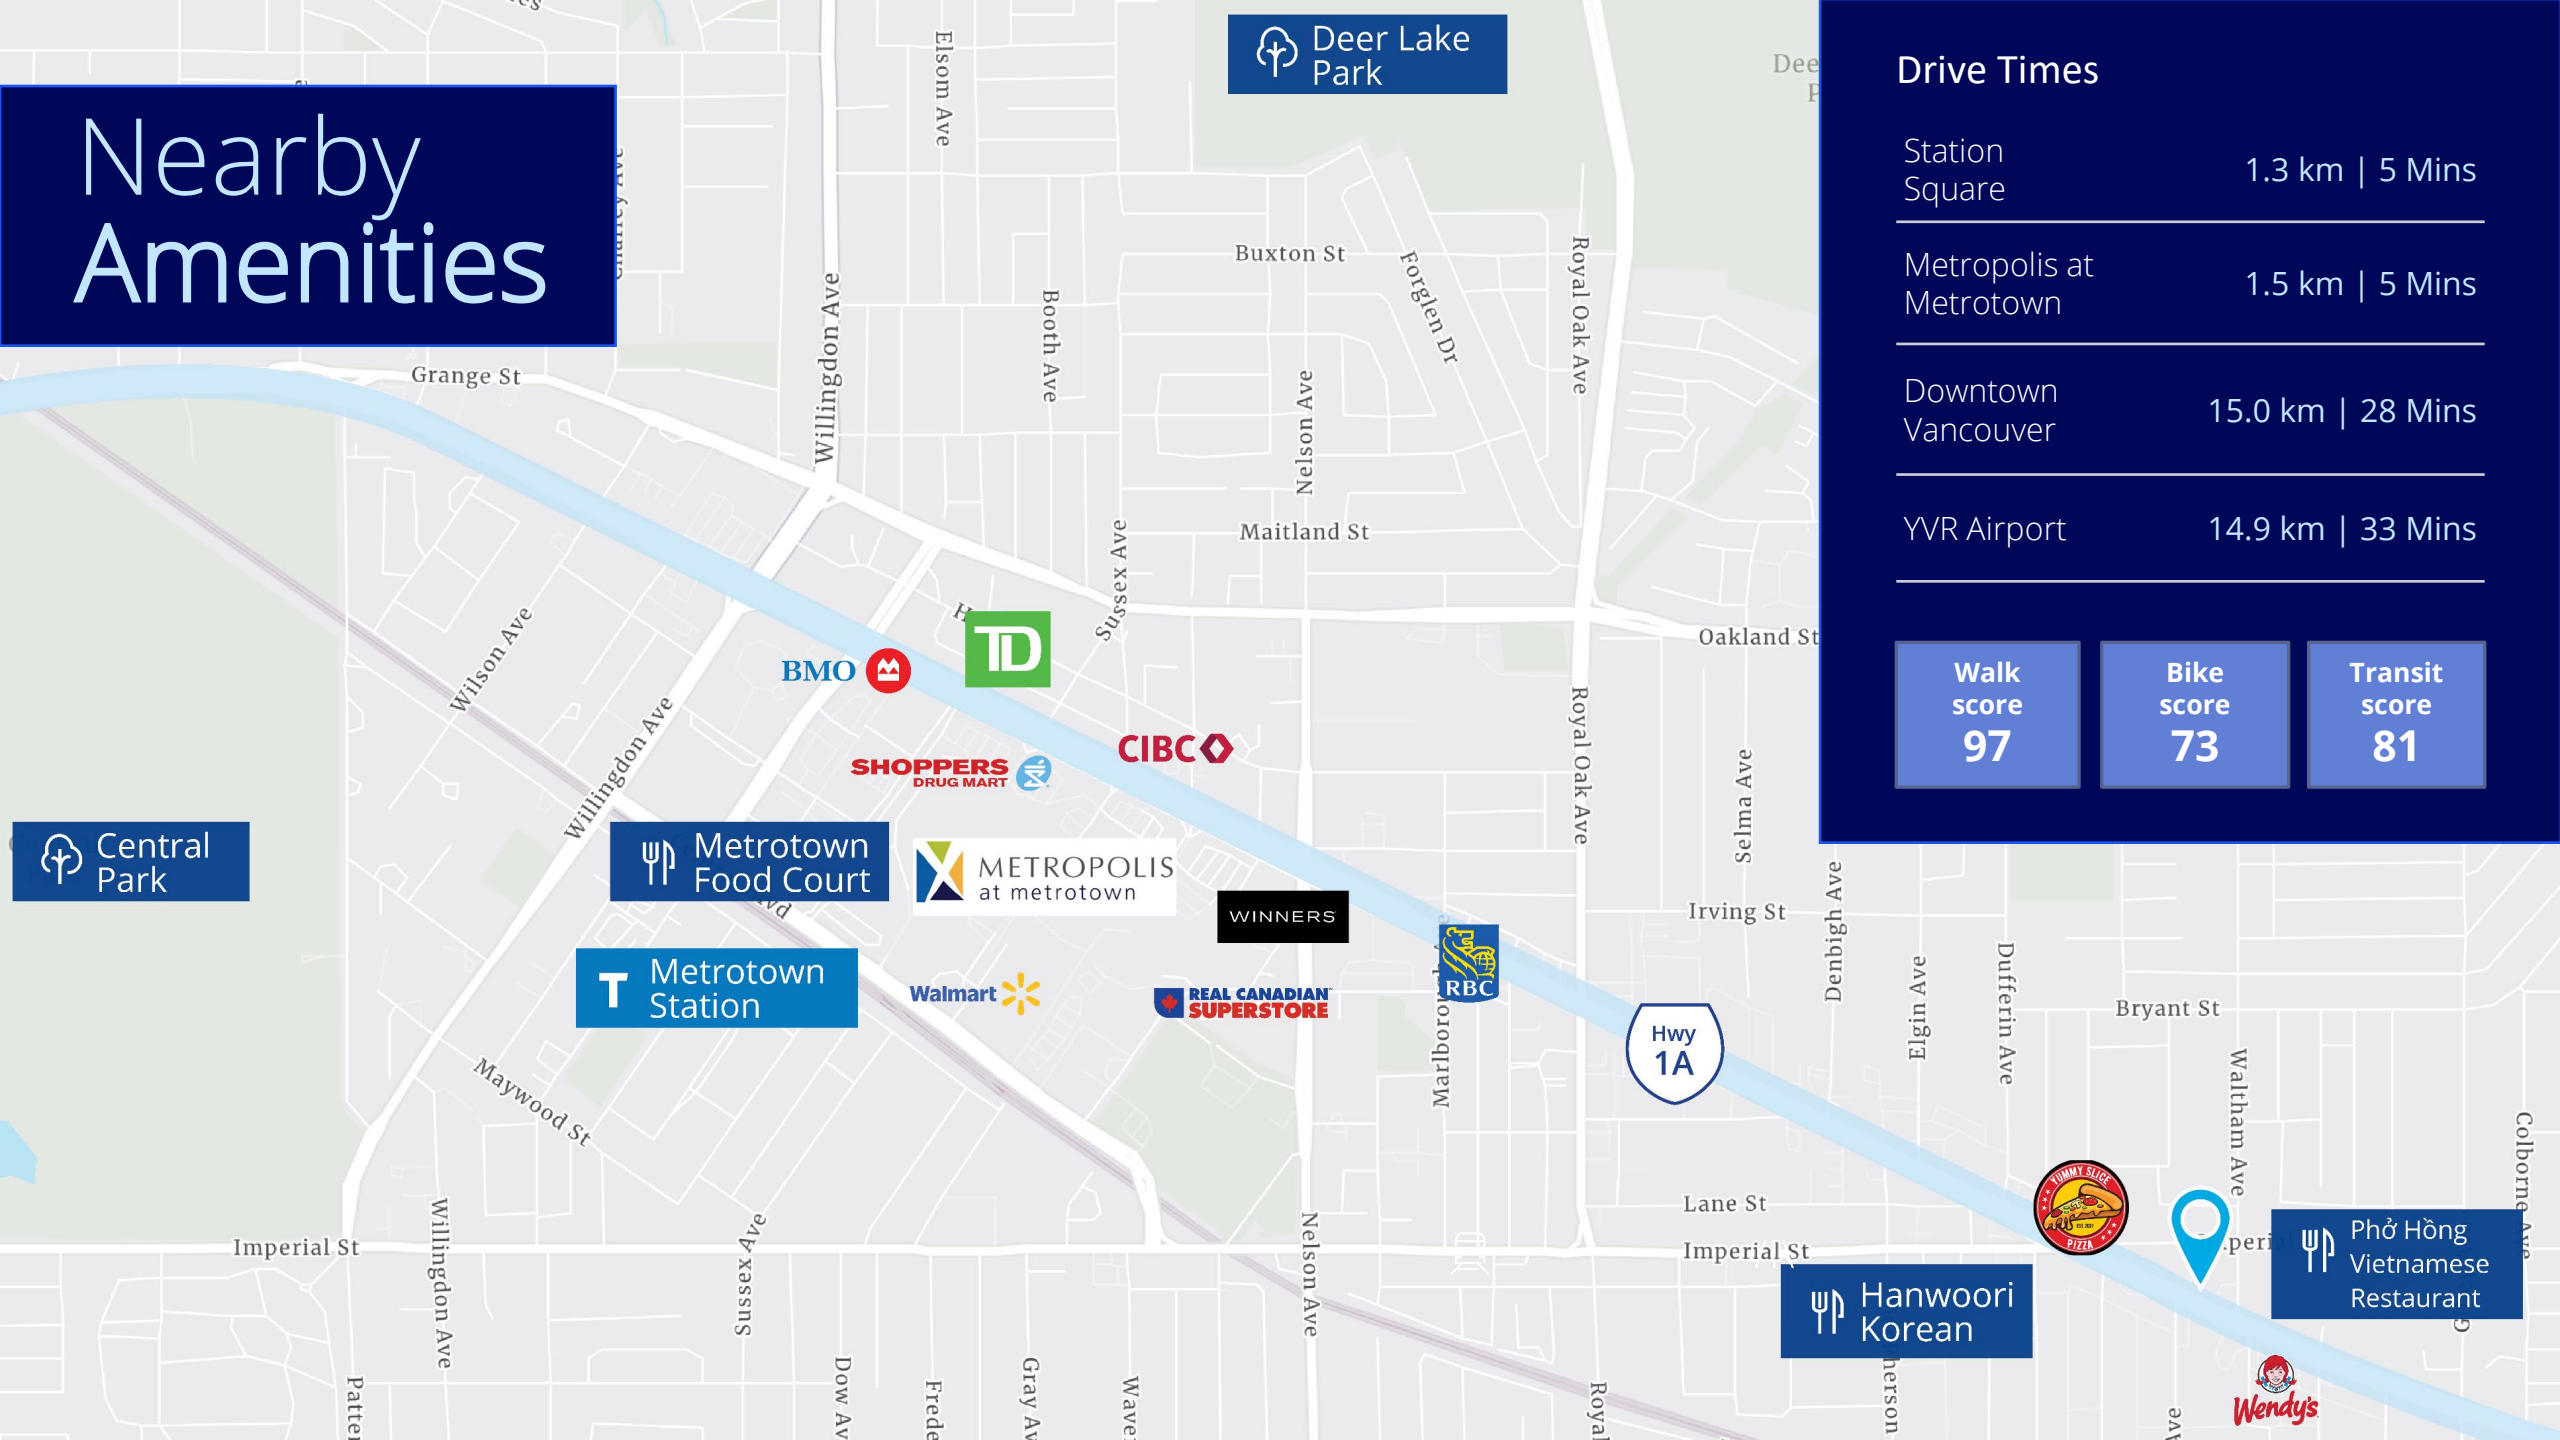 Nearby
Amenities
Deer Lake
Park
Drive Times
Station
Square
1.3 km | 5 Mins
Metropolis at
Metrotown
1.5 km | 5 Mins
Downtown
Vancouver
15.0 km | 28 Mins
YVR Airport
14.9 km | 33 Mins
Walk
score
97
Bike
score
73
Transit
score
81
Elsom Ave
Buxton St
Forglen Dr
Royal Oak Ave
Willingdon Ave
Booth Ave
Grange St
Nelson Ave
Maitland St
Sussex Ave
Oakland St
Wilson Ave
BMO
TD
Willingdon Ave
SHOPPERS
DRUG MART
CIBC
Royal Oak Ave
Selma Ave
Central
Park
Metrotown
Food Court
METROPOLIS
at metrotown
WINNERS
Irving St
Denbigh Ave
Metrotown
Station
Walmart
REAL CANADIAN
SUPERSTORE
RBC
Hwy
1A
Elgin Ave
Dufferin Ave
Bryant St
Waltham Ave
Colborne Ave
Maywood St
Lane St
YUMMY SLICE
PIZZA
Imperial St
Willingdon Ave
Sussex Ave
Nelson Ave
Imperial St
Hanwoori
Korean
Phở Hồng
Vietnamese
Restaurant
Dow Av
Gray Av
Royal
Wendy's